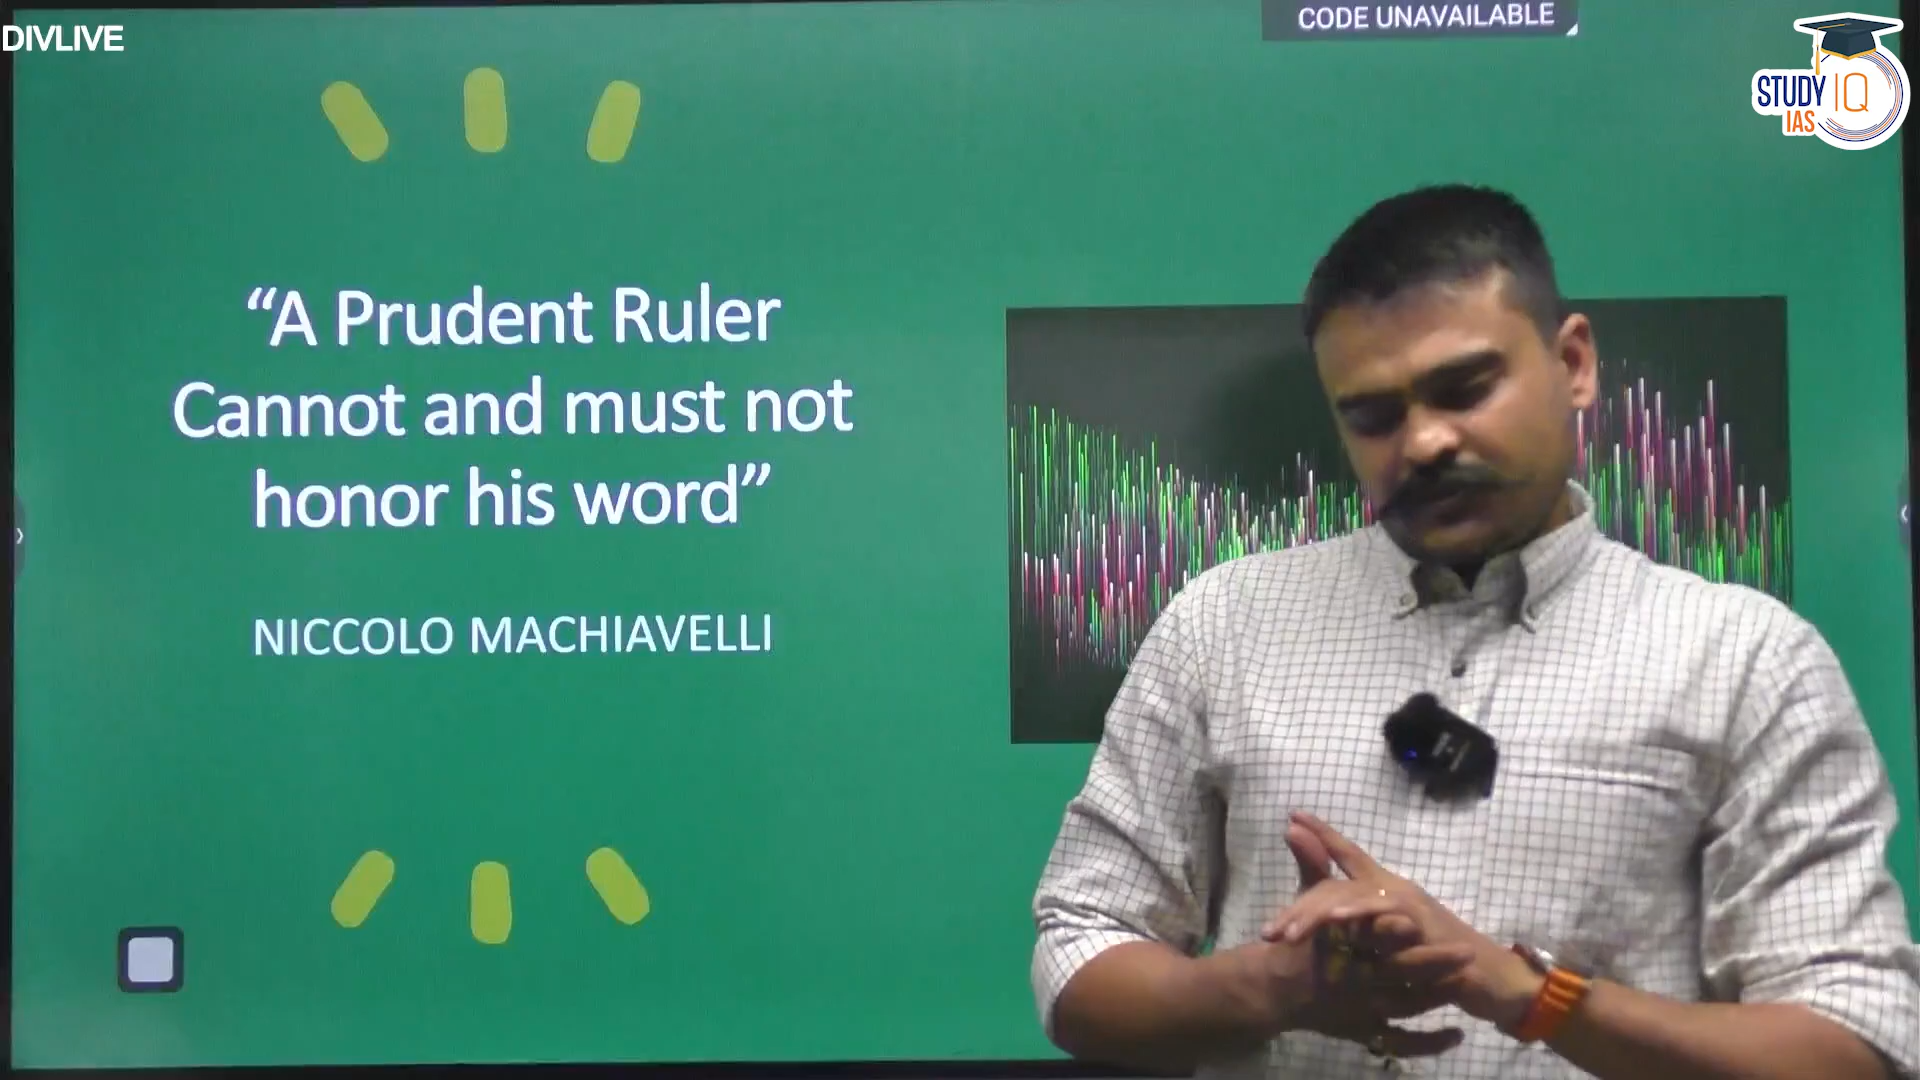 DIVLIVE
CODE UNAVAILABLE
STUDY IQ
IAS
“A Prudent Ruler
Cannot and must not
honor his word”
NICCOLO MACHIAVELLI